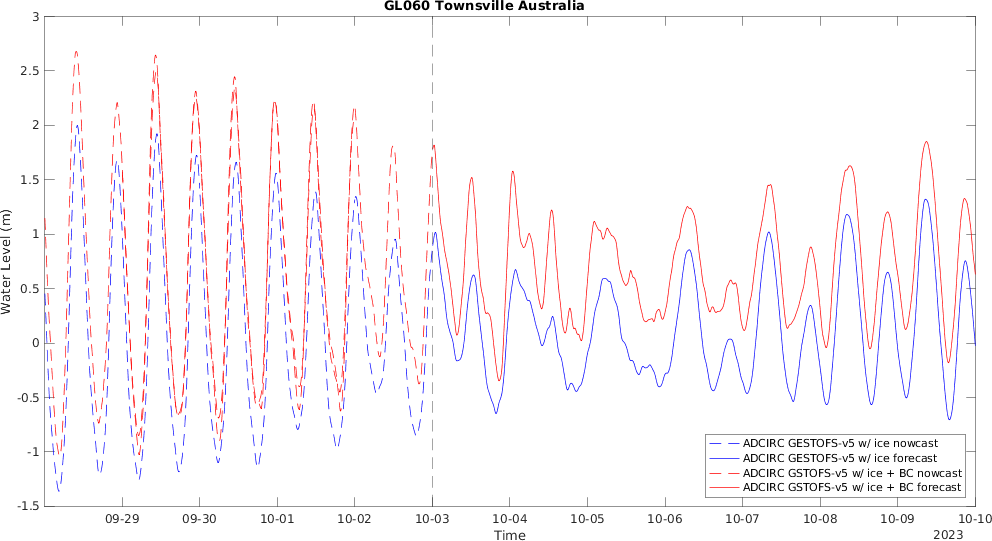 GL060 Townsville Australia
3
2.5
2
1.5
1
0.5
0
-0.5
-1
-1.5
Water Level (m)
09-29 09-30 10-01 10-02 10-03 10-04 10-05 10-06 10-07 10-08 10-09 10-10
Time
2023
ADCIRC GESTOFS-v5 w/ ice nowcast
ADCIRC GESTOFS-v5 w/ ice forecast
ADCIRC GSTOFS-v5 w/ ice + BC nowcast
ADCIRC GSTOFS-v5 w/ ice + BC forecast